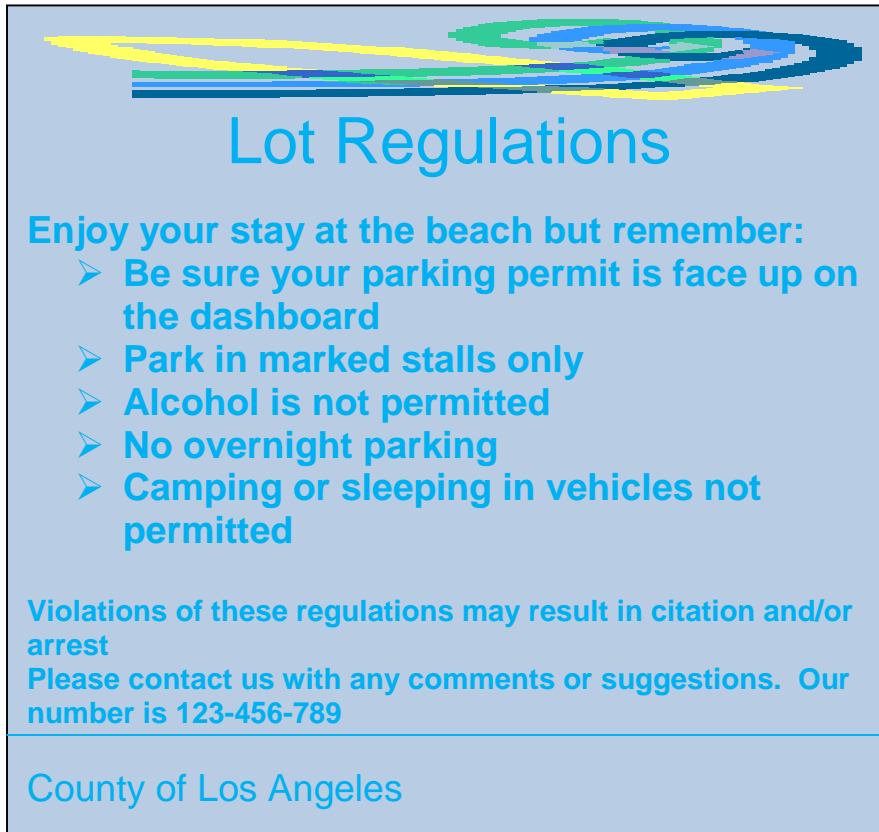 Lot Regulations
Enjoy your stay at the beach but remember:
➢ Be sure your parking permit is face up on
the dashboard
➢ Park in marked stalls only
➢ Alcohol is not permitted
➢ No overnight parking
➢ Camping or sleeping in vehicles not
permitted
Violations of these regulations may result in citation and/or
arrest
Please contact us with any comments or suggestions.  Our
number is 123-456-789
County of Los Angeles